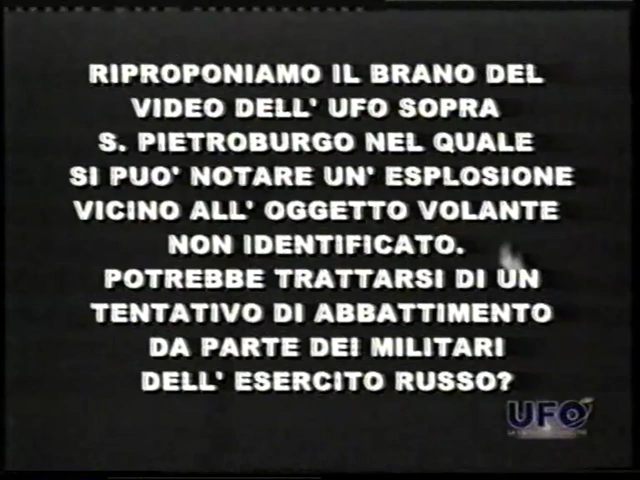 RIPROPONIAMO IL BRANO DEL
VIDEO DELL' UFO SOPRA
S. PIETROBURGO NEL QUALE
SI PUO' NOTARE UN' ESPLOSIONE
VICINO ALL' OGGETTO VOLANTE
NON IDENTIFICATO.
POTREBBE TRATTARSI DI UN
TENTATIVO DI ABBATTIMENTO
DA PARTE DEI MILITARI
DELL' ESERCITO RUSSO?
UFO